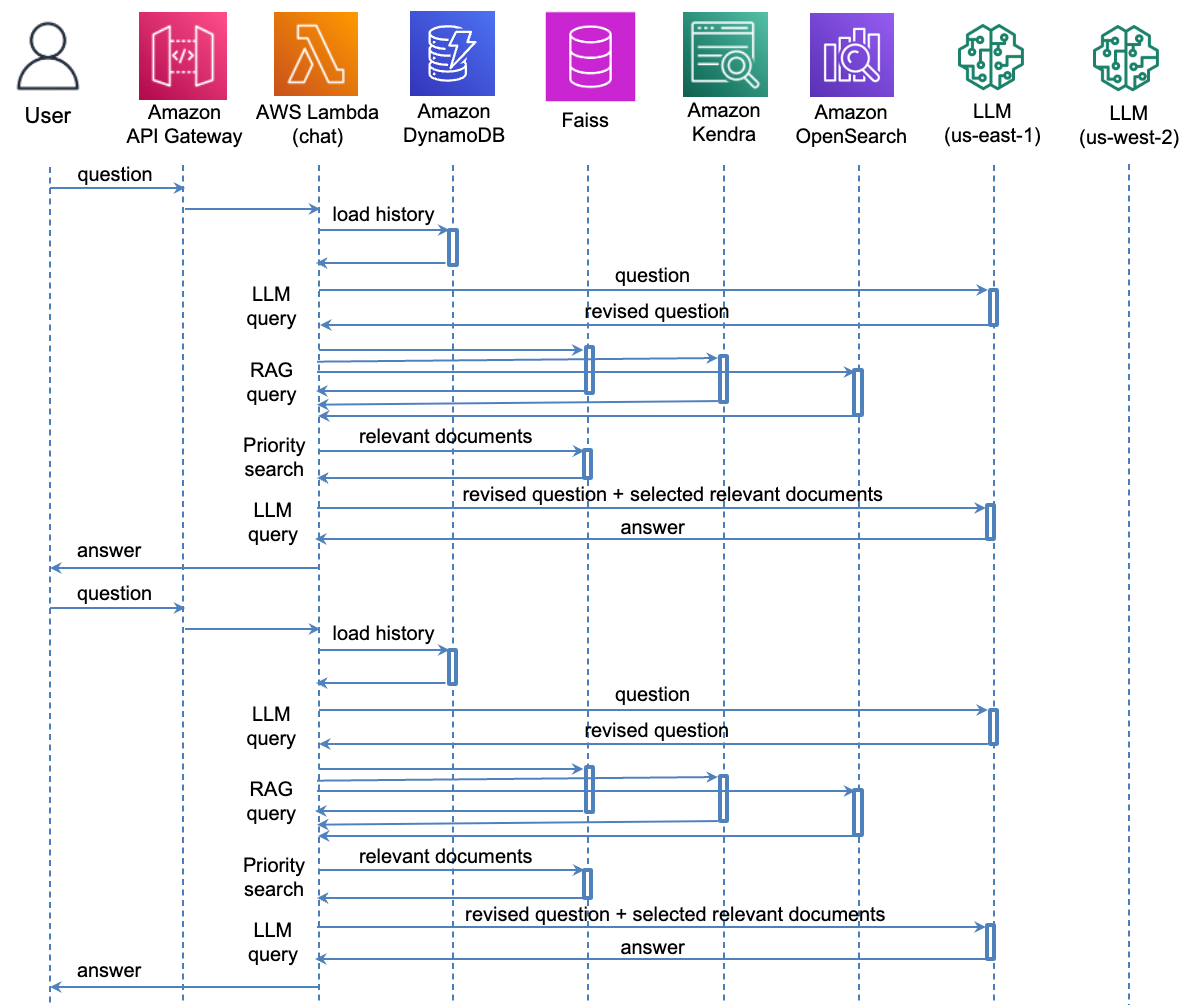 User
Amazon
API Gateway
AWS Lambda
(chat)
Amazon
DynamoDB
Faiss
Amazon
Kendra
Amazon
OpenSearch
LLM
(us-east-1)
LLM
(us-west-2)
question
load history
question
LLM
query
revised question
RAG
query
relevant documents
Priority
search
revised question + selected relevant documents
LLM
query
answer
answer
question
load history
question
LLM
query
revised question
RAG
query
relevant documents
Priority
search
revised question + selected relevant documents
LLM
query
answer
answer